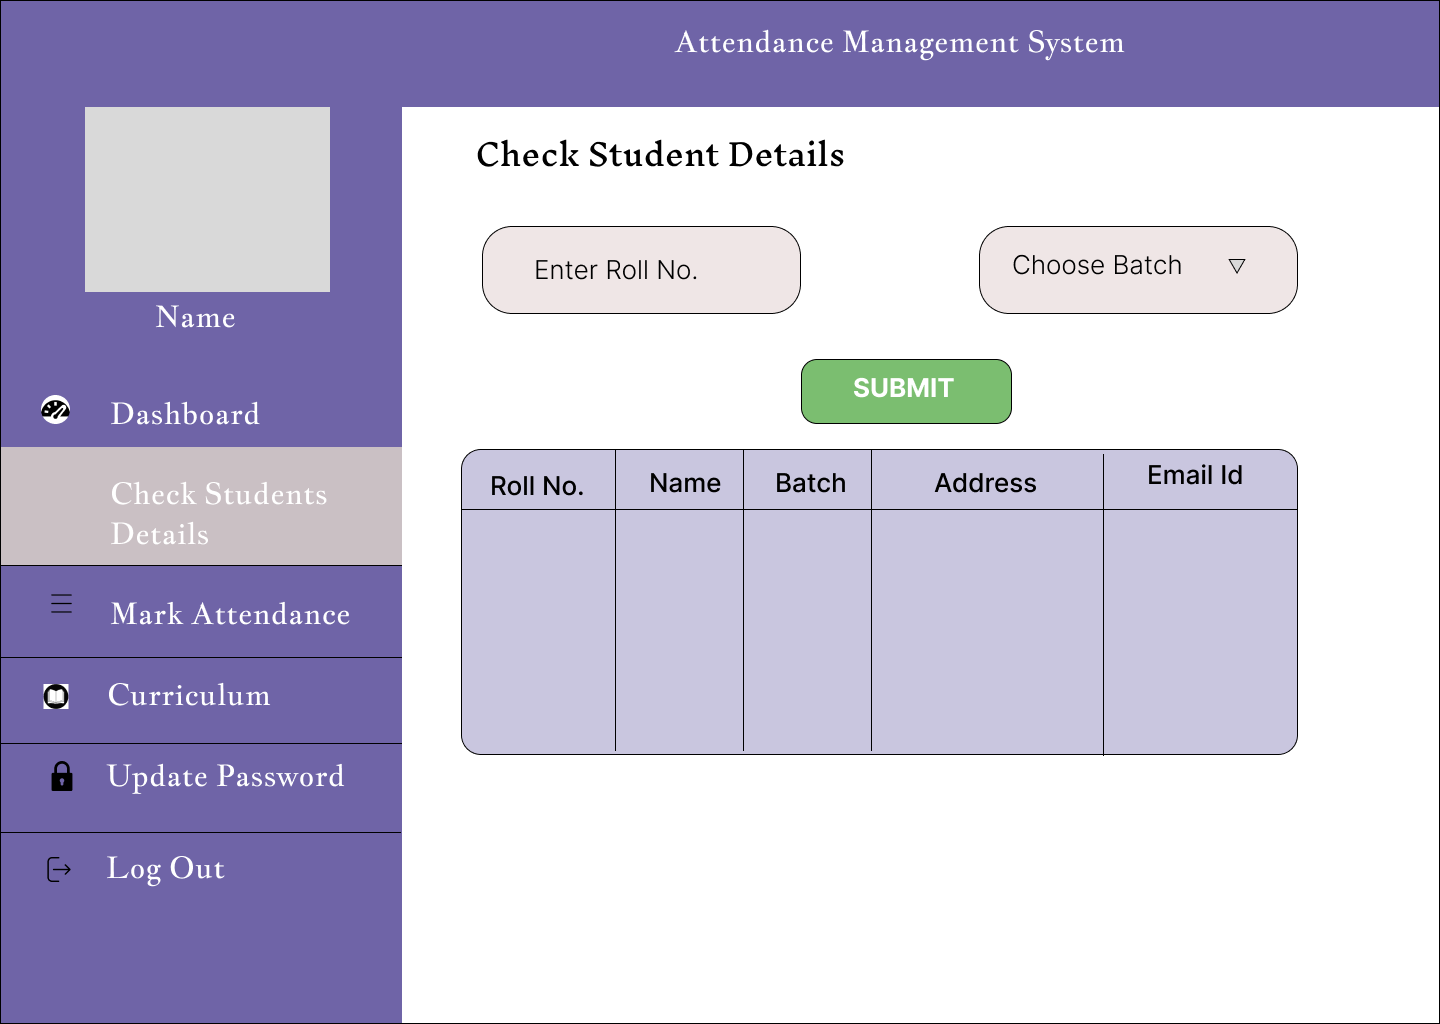 Attendance Management System
Name
Dashboard
Check Students
Details
Mark Attendance
Curriculum
Update Password
Log Out
Check Student Details
Enter Roll No.
Choose Batch
SUBMIT
Roll No.
Name
Batch
Address
Email Id